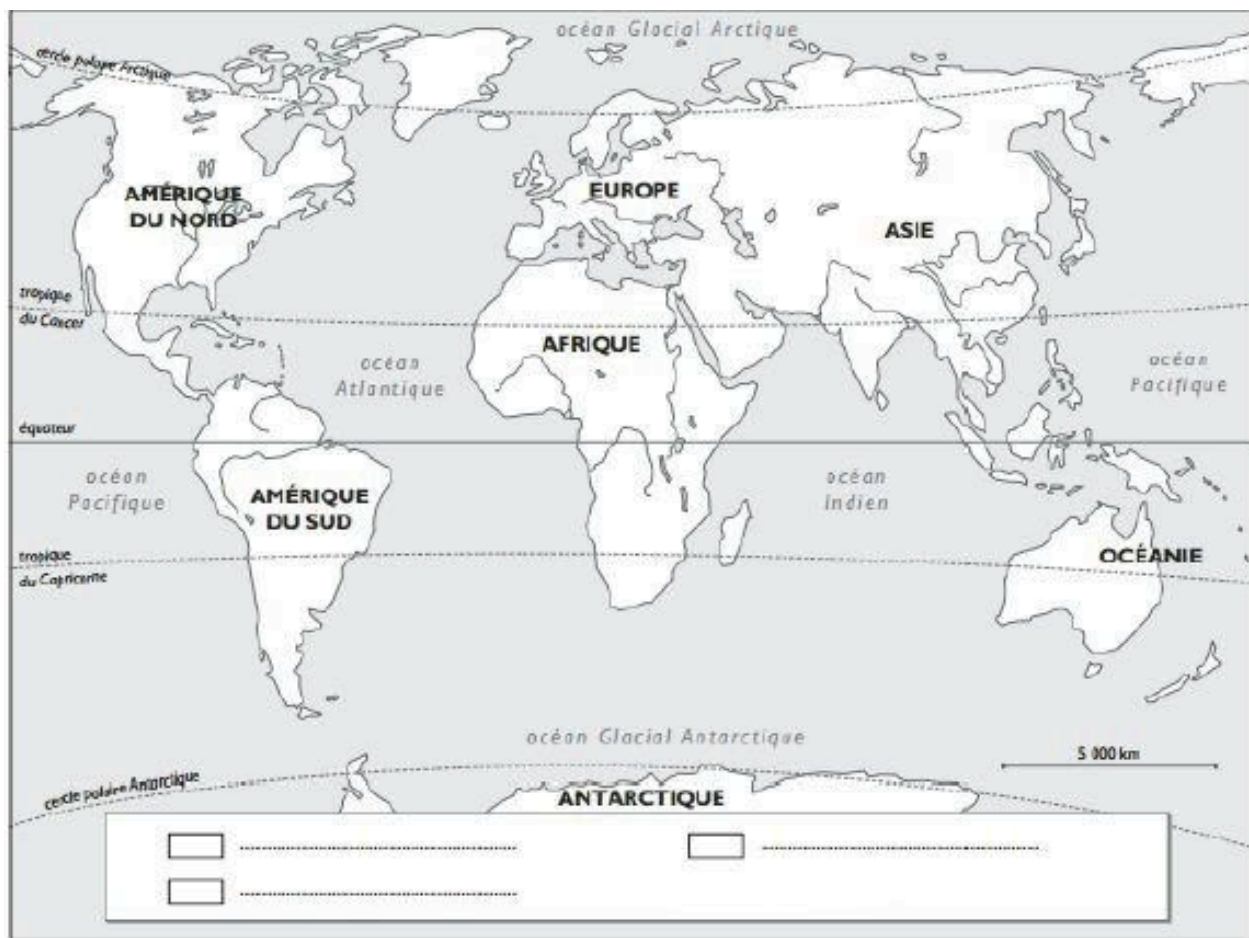 océan Glacial Arctique
cercle polaire Arctique
AMÉRIQUE
DU NORD
EUROPE
ASIE
tropique
du Cancer
AFRIQUE
océan
Atlantique
océan
Pacifique
équateur
océan
Pacifique
AMÉRIQUE
DU SUD
océan
Indien
tropique
du Capricorne
OCÉANIE
océan Glacial Antarctique
5 000 km
cercle polaire Antarctique
ANTARCTIQUE